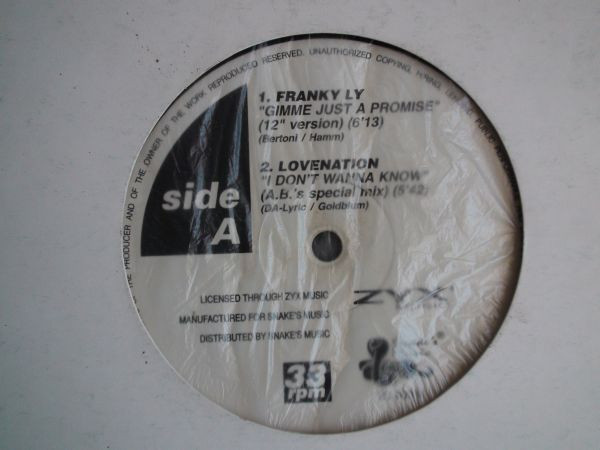 THE PRODUCER AND OF THE OWNER OF THE WORK REPRODUCED RESERVED. UNAUTHORIZED COPYING, HIRING,
1. FRANKY LY
"GIMME JUST A PROMISE"
(12" version) (6'13)
(Bertoni / Hamm)
2. LOVENATION
"I DON'T WANNA KNOW"
(A.B.'s special mix) (5'42)
(DA-Lyric / Goldblum)
side
A
LICENSED THROUGH ZYX MUSIC
MANUFACTURED FOR SNAKE'S MUSIC
DISTRIBUTED BY SNAKE'S MUSIC
ZYX
33
rpm